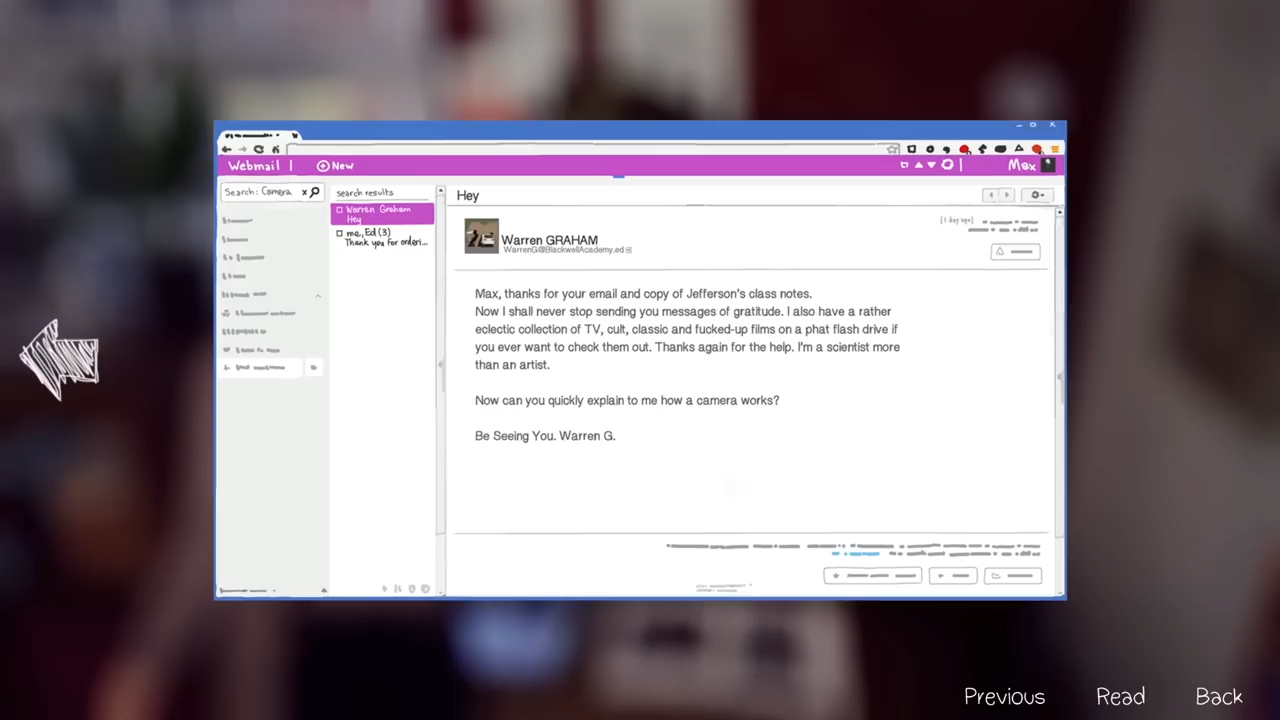 Webmail |
New
Max
Search: Camera x
search results
Warren Graham
Hey
me, Ed (3)
Thank you for orderi...
Hey
(1 day ago)
Warren GRAHAM
WarrenG@BlackwellAcademy.ed
Max, thanks for your email and copy of Jefferson's class notes.
Now I shall never stop sending you messages of gratitude. I also have a rather
eclectic collection of TV, cult, classic and fucked-up films on a phat flash drive if
you ever want to check them out. Thanks again for the help. I'm a scientist more
than an artist.
Now can you quickly explain to me how a camera works?
Be Seeing You. Warren G.
Previous Read Back